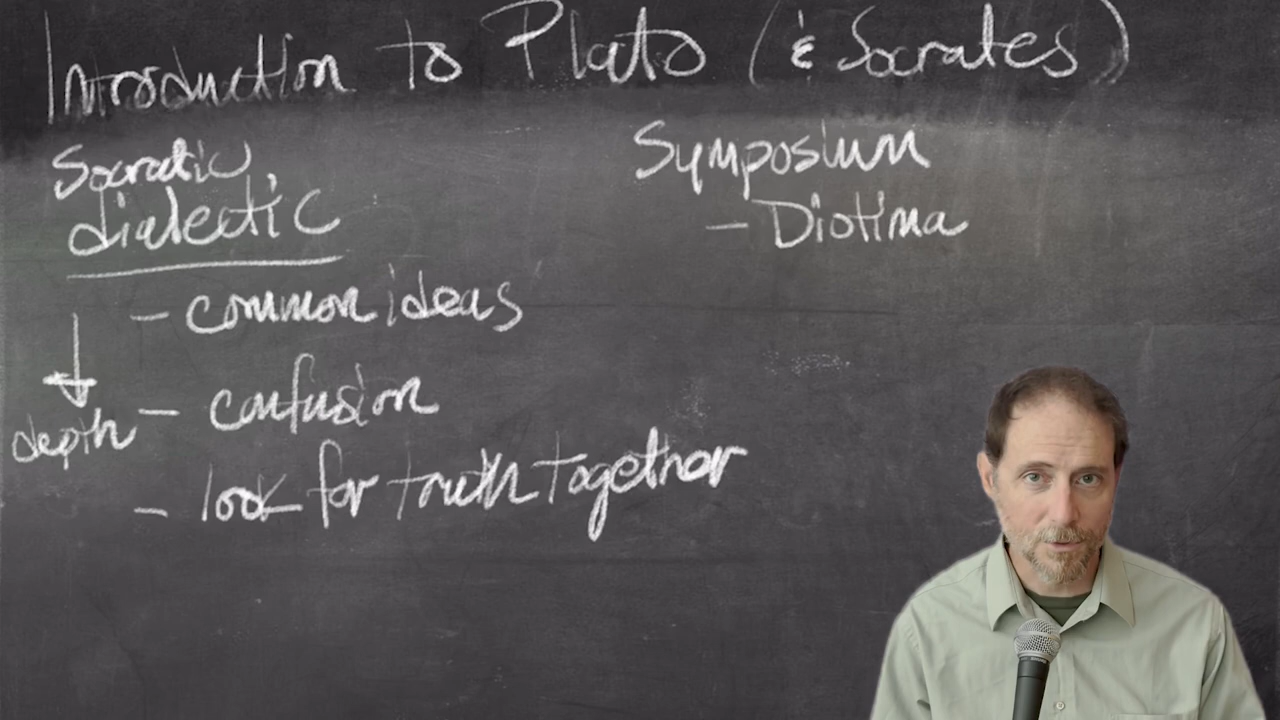 Introduction to Plato (& Socrates)
Socratic
dialectic
- common ideas
- confusion
depth
- look for truth together
Symposium
- Diotima